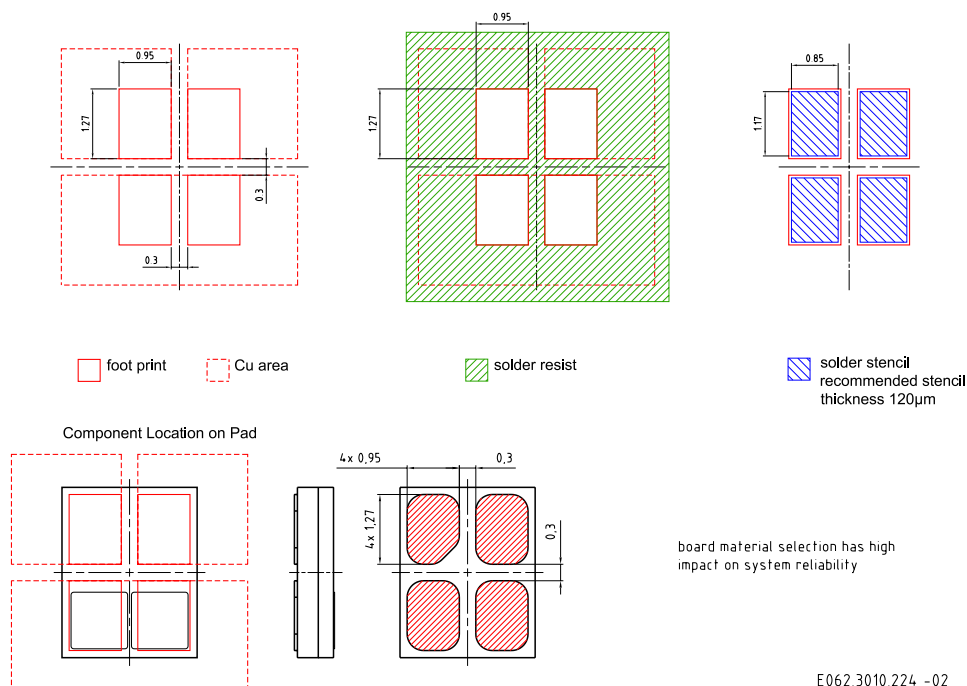 0.95
1.27
0.3
0.3
0.95
1.27
0.85
1.17
foot print
Cu area
solder resist
solder stencil
recommended stencil
thickness 120µm
Component Location on Pad
4x 0,95
0,3
4x 1,27
0,3
board material selection has high
impact on system reliability
E062.3010.224 -02